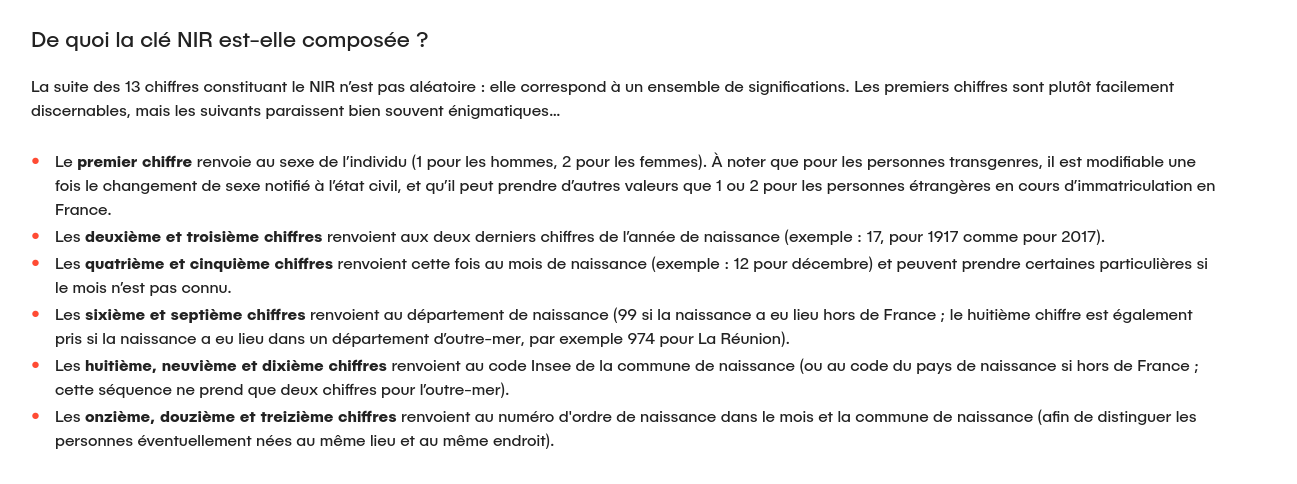 De quoi la clé NIR est-elle composée ?
La suite des 13 chiffres constituant le NIR n'est pas aléatoire : elle correspond à un ensemble de significations. Les premiers chiffres sont plutôt facilement
discernables, mais les suivants paraissent bien souvent énigmatiques...
• Le premier chiffre renvoie au sexe de l'individu (1 pour les hommes, 2 pour les femmes). À noter que pour les personnes transgenres, il est modifiable une
fois le changement de sexe notifié à l'état civil, et qu'il peut prendre d'autres valeurs que 1 ou 2 pour les personnes étrangères en cours d'immatriculation en
France.
• Les deuxième et troisième chiffres renvoient aux deux derniers chiffres de l'année de naissance (exemple : 17, pour 1917 comme pour 2017).
• Les quatrième et cinquième chiffres renvoient cette fois au mois de naissance (exemple : 12 pour décembre) et peuvent prendre certaines particulières si
le mois n'est pas connu.
• Les sixième et septième chiffres renvoient au département de naissance (99 si la naissance a eu lieu hors de France ; le huitième chiffre est également
pris si la naissance a eu lieu dans un département d'outre-mer, par exemple 974 pour La Réunion).
• Les huitième, neuvième et dixième chiffres renvoient au code Insee de la commune de naissance (ou au code du pays de naissance si hors de France ;
cette séquence ne prend que deux chiffres pour l'outre-mer).
• Les onzième, douzième et treizième chiffres renvoient au numéro d'ordre de naissance dans le mois et la commune de naissance (afin de distinguer les
personnes éventuellement nées au même lieu et au même endroit).